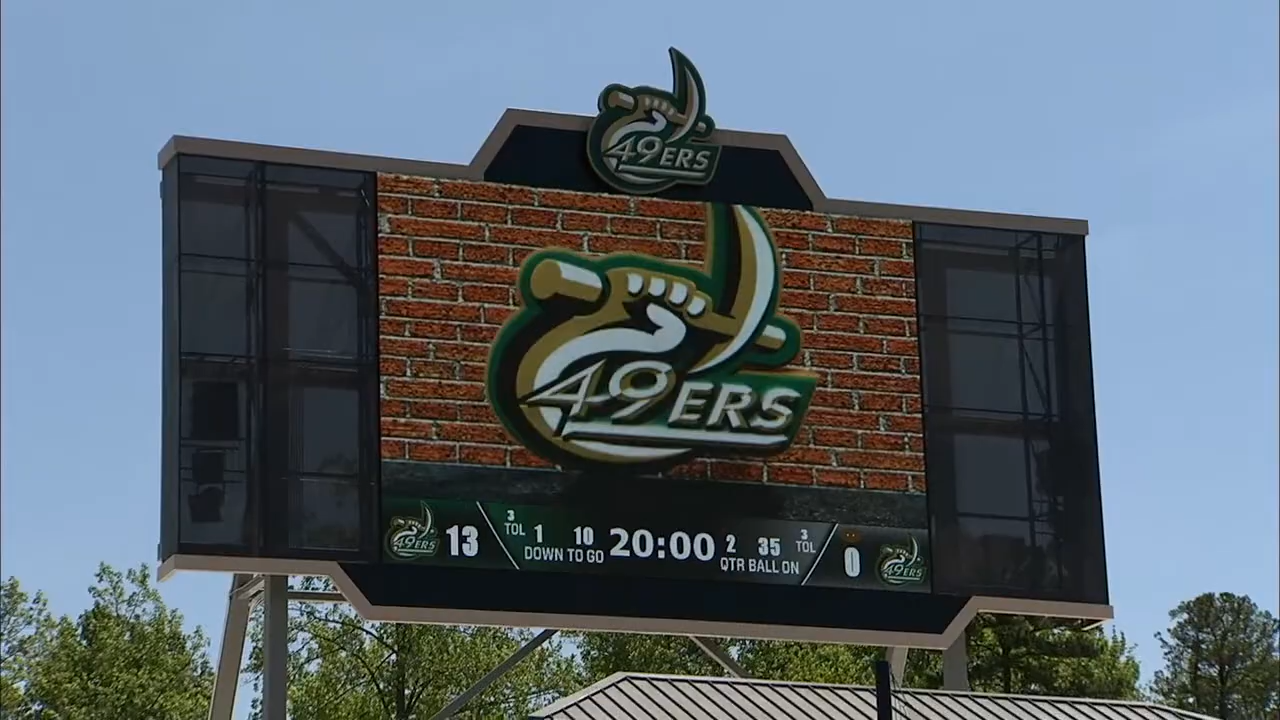 49ERS
49ERS
49ERS 13 3 TOL 1 10 20:00 2 35 3 TOL 0 49ERS
DOWN TO GO QTR BALL ON